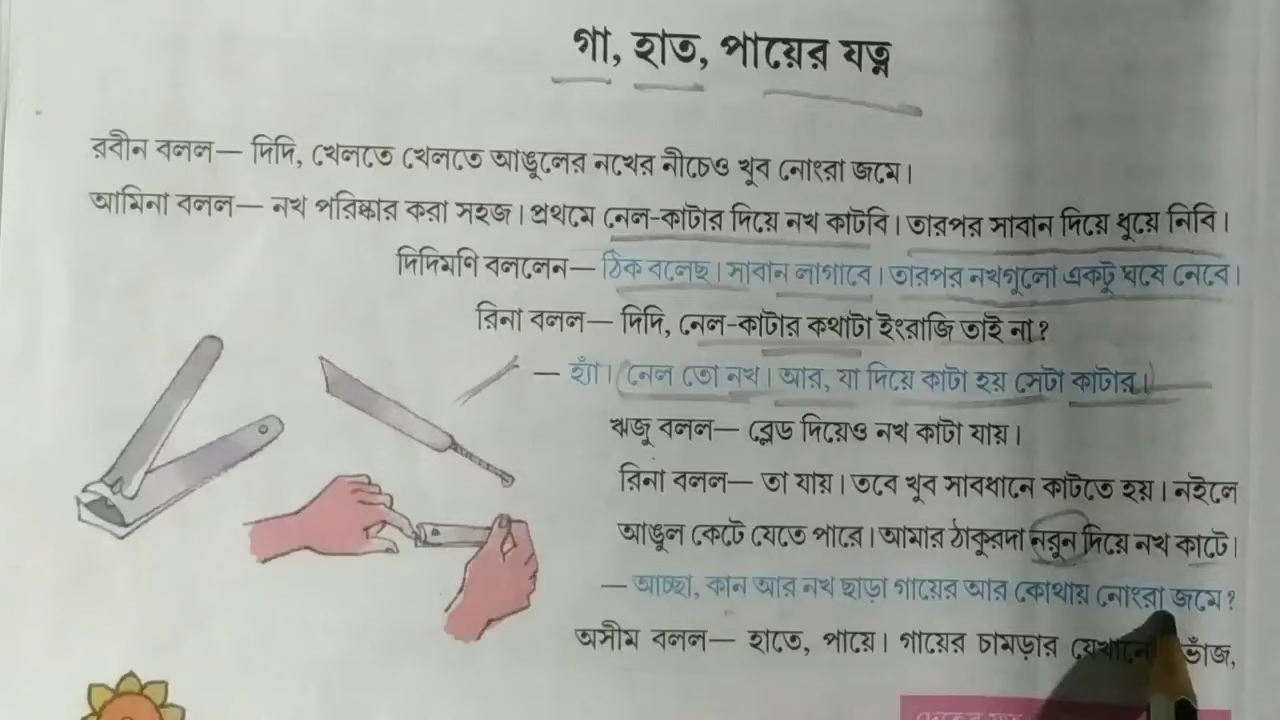 গা, হাত, পায়ের যত্ন
রবীন বলল— দিদি, খেলতে খেলতে আঙুলের নখের নীচেও খুব নোংরা জমে।
আমিনা বলল— নখ পরিষ্কার করা সহজ। প্রথমে নেল-কাটার দিয়ে নখ কাটবি। তারপর সাবান দিয়ে ধুয়ে নিবি।
দিদিমণি বললেন— ঠিক বলেছ। সাবান লাগাবে। তারপর নখগুলো একটু ঘষে নেবে।
রিনা বলল— দিদি, নেল-কাটার কথাটা ইংরাজি তাই না?
— হ্যাঁ। নেল তো নখ। আর, যা দিয়ে কাটা হয় সেটা কাটার।
ঋজু বলল— ব্লেড দিয়েও নখ কাটা যায়।
রিনা বলল— তা যায়। তবে খুব সাবধানে কাটতে হয়। নইলে
আঙুল কেটে যেতে পারে। আমার ঠাকুরদা নরুন দিয়ে নখ কাটে।
— আচ্ছা, কান আর নখ ছাড়া গায়ের আর কোথায় নোংরা জমে?
অসীম বলল— হাতে, পায়ে। গায়ের চামড়ার যেখানে ভাঁজ,